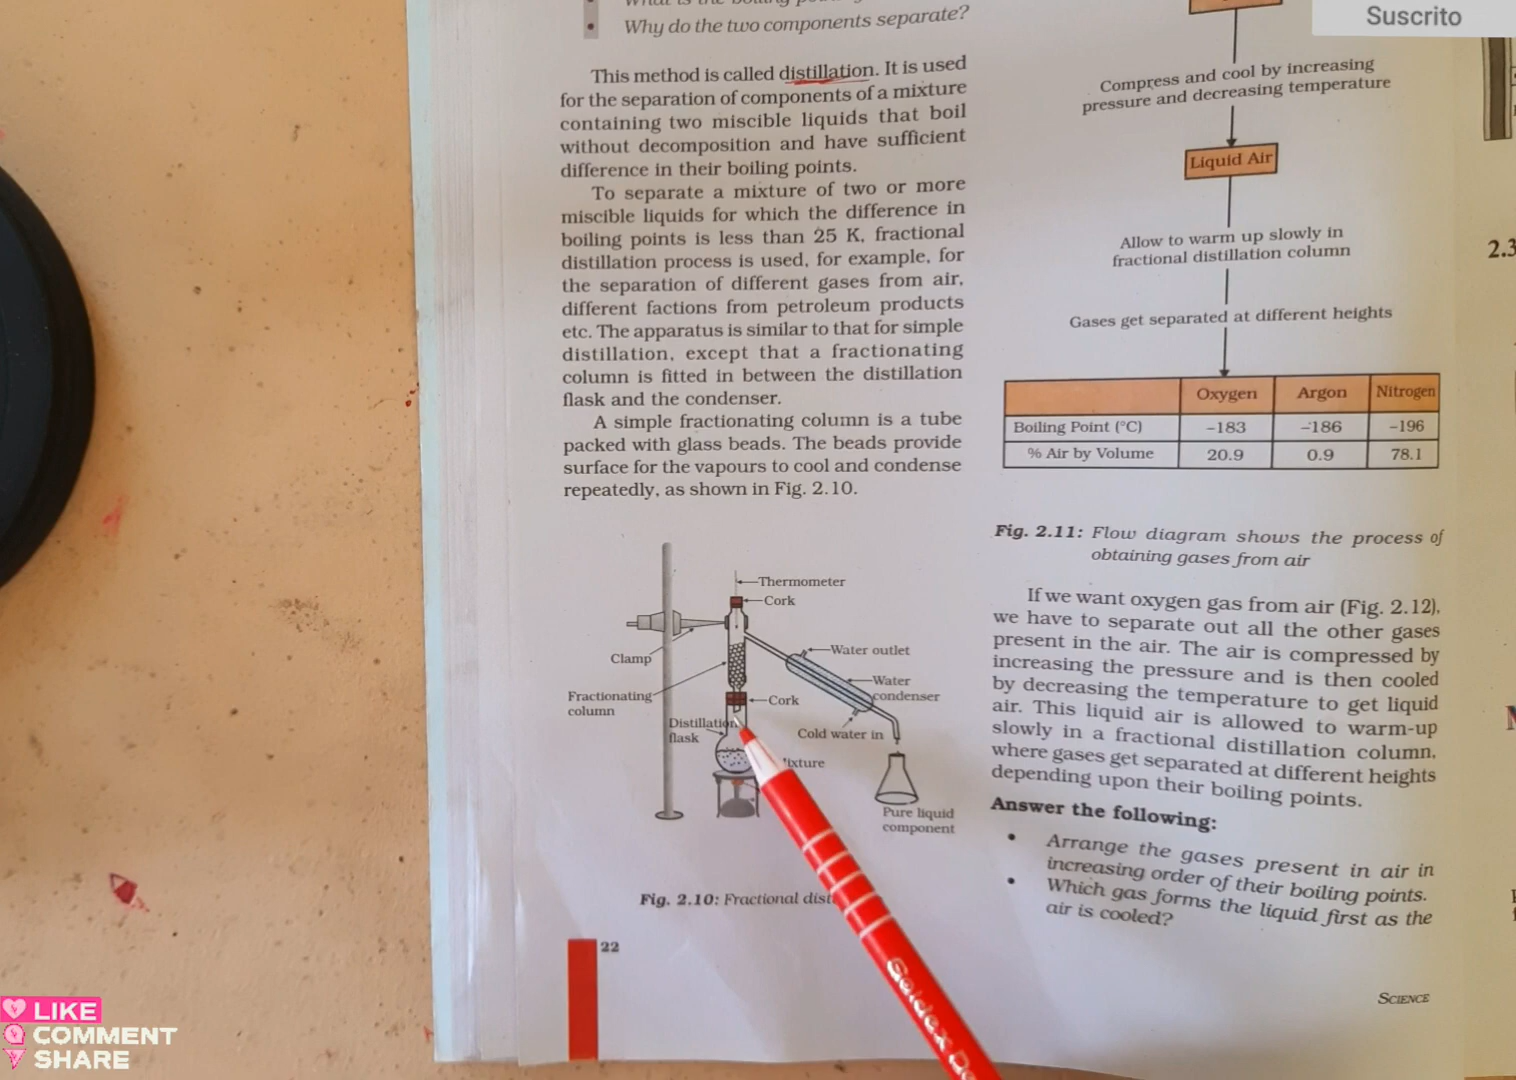 Why do the two components separate?
This method is called distillation. It is used
for the separation of components of a mixture
containing two miscible liquids that boil
without decomposition and have sufficient
difference in their boiling points.
To separate a mixture of two or more
miscible liquids for which the difference in
boiling points is less than 25 K, fractional
distillation process is used, for example, for
the separation of different gases from air,
different factions from petroleum products
etc. The apparatus is similar to that for simple
distillation, except that a fractionating
column is fitted in between the distillation
flask and the condenser.
A simple fractionating column is a tube
packed with glass beads. The beads provide
surface for the vapours to cool and condense
repeatedly, as shown in Fig. 2.10.
Thermometer
Cork
Clamp
Water outlet
Water
condenser
Fractionating
column
Cork
Distillation
flask
Cold water in
Pure liquid
component
Fig. 2.10: Fractional
22
Suscrito
Compress and cool by increasing
pressure and decreasing temperature
Liquid Air
Allow to warm up slowly in
fractional distillation column
Gases get separated at different heights
Oxygen Argon Nitrogen
Boiling Point (°C) -183 -186 -196
% Air by Volume 20.9 0.9 78.1
Fig. 2.11: Flow diagram shows the process of
obtaining gases from air
If we want oxygen gas from air (Fig. 2.12),
we have to separate out all the other gases
present in the air. The air is compressed by
increasing the pressure and is then cooled
by decreasing the temperature to get liquid
air. This liquid air is allowed to warm-up
slowly in a fractional distillation column,
where gases get separated at different heights
depending upon their boiling points.
Answer the following:
• Arrange the gases present in air in
increasing order of their boiling points.
• Which gas forms the liquid first as the
air is cooled?
SCIENCE
2.3
Goldex
LIKE
COMMENT
SHARE